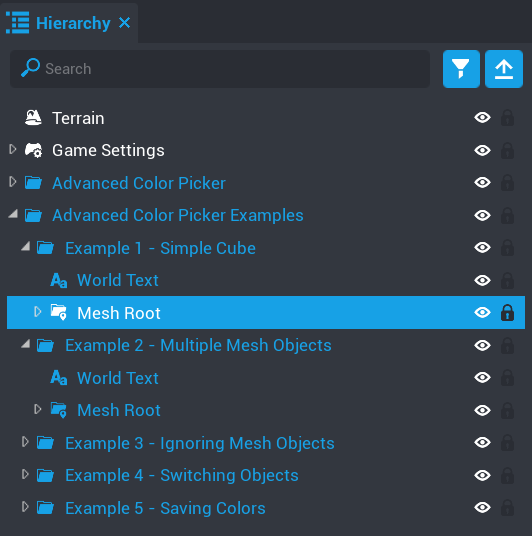 Hierarchy
Search
Terrain
Game Settings
Advanced Color Picker
Advanced Color Picker Examples
Example 1 - Simple Cube
Aa World Text
Mesh Root
Example 2 - Multiple Mesh Objects
Aa World Text
Mesh Root
Example 3 - Ignoring Mesh Objects
Example 4 - Switching Objects
Example 5 - Saving Colors